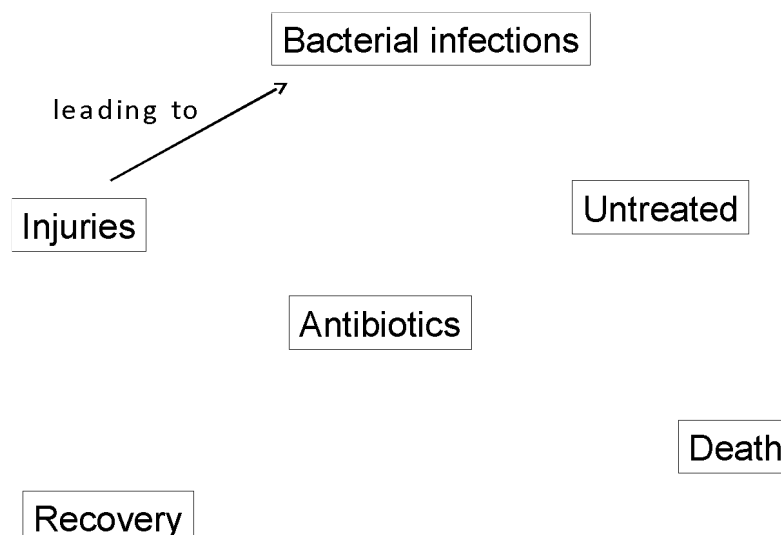 Bacterial infections
leading to
Injuries
Untreated
Antibiotics
Death
Recovery